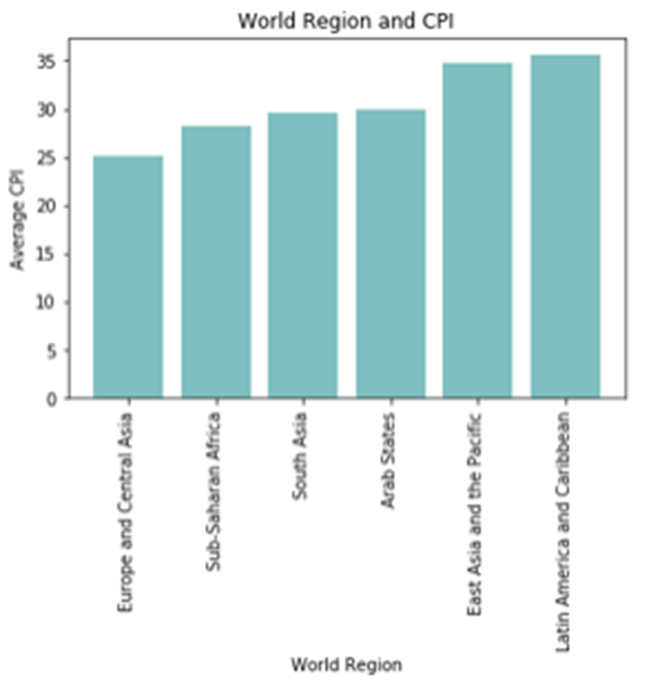 World Region and CPI
Average CPI
35
30
25
20
15
10
5
0
Europe and Central Asia
Sub-Saharan Africa
South Asia
Arab States
East Asia and the Pacific
Latin America and Caribbean
World Region